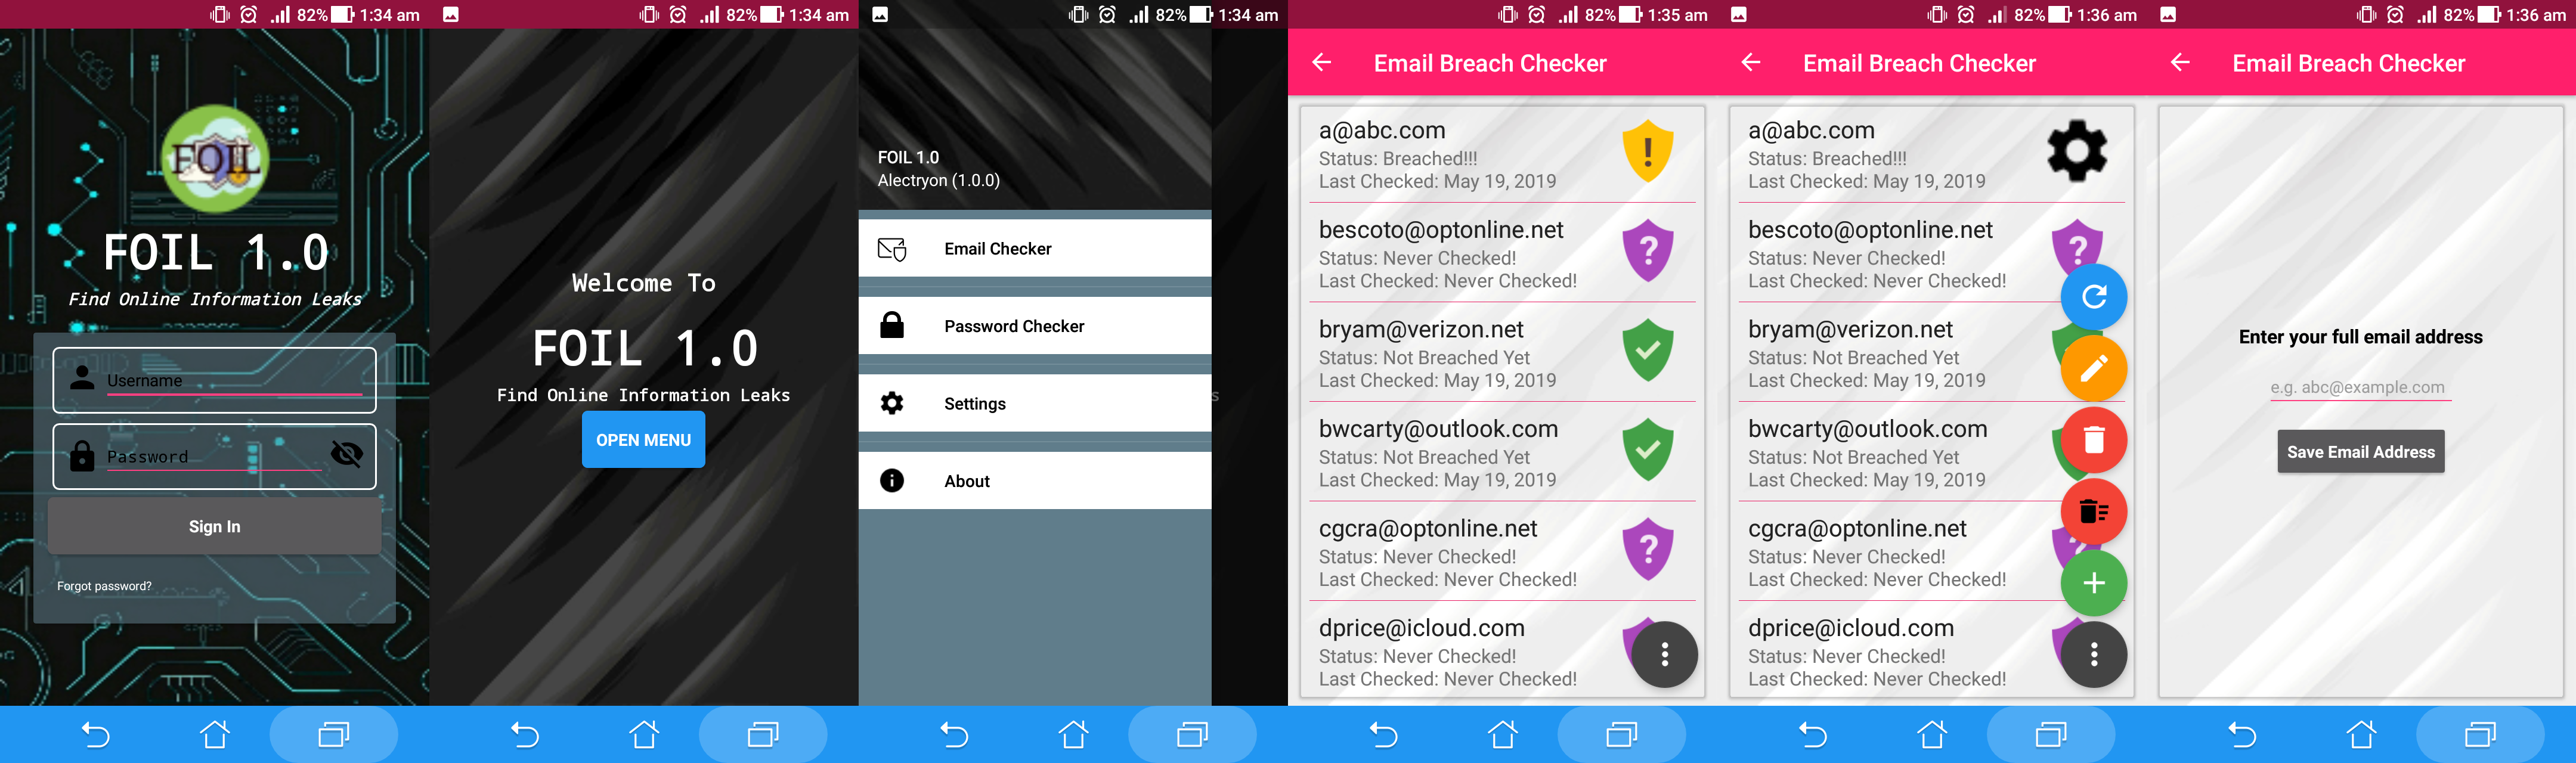 82% 1:34 am
FOIL
FOIL 1.0
Find Online Information Leaks
Username
Password
Sign In
Forgot password?
82% 1:34 am
Welcome To
FOIL 1.0
Find Online Information Leaks
OPEN MENU
82% 1:34 am
FOIL 1.0
Alectryon (1.0.0)
Email Checker
Password Checker
Settings
About
s
82% 1:35 am
Email Breach Checker
a@abc.com
Status: Breached!!!
Last Checked: May 19, 2019
bescoto@optonline.net
Status: Never Checked!
Last Checked: Never Checked!
bryam@verizon.net
Status: Not Breached Yet
Last Checked: May 19, 2019
bwcarty@outlook.com
Status: Not Breached Yet
Last Checked: May 19, 2019
cgcra@optonline.net
Status: Never Checked!
Last Checked: Never Checked!
dprice@icloud.com
Status: Never Checked!
Last Checked: Never Checked!
82% 1:36 am
Email Breach Checker
a@abc.com
Status: Breached!!!
Last Checked: May 19, 2019
bescoto@optonline.net
Status: Never Checked!
Last Checked: Never Checked!
bryam@verizon.net
Status: Not Breached Yet
Last Checked: May 19, 2019
bwcarty@outlook.com
Status: Not Breached Yet
Last Checked: May 19, 2019
cgcra@optonline.net
Status: Never Checked!
Last Checked: Never Checked!
dprice@icloud.com
Status: Never Checked!
Last Checked: Never Checked!
82% 1:36 am
Email Breach Checker
Enter your full email address
e.g. abc@example.com
Save Email Address